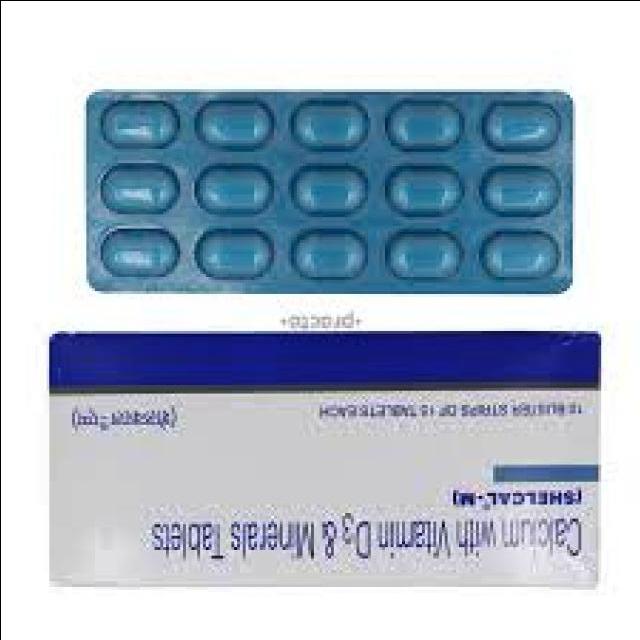 Calcium with Vitamin D3 & Minerals Tablets
(SHELCAL®-M)
10 BLISTER STRIPS OF 15 TABLETS EACH
•practo•